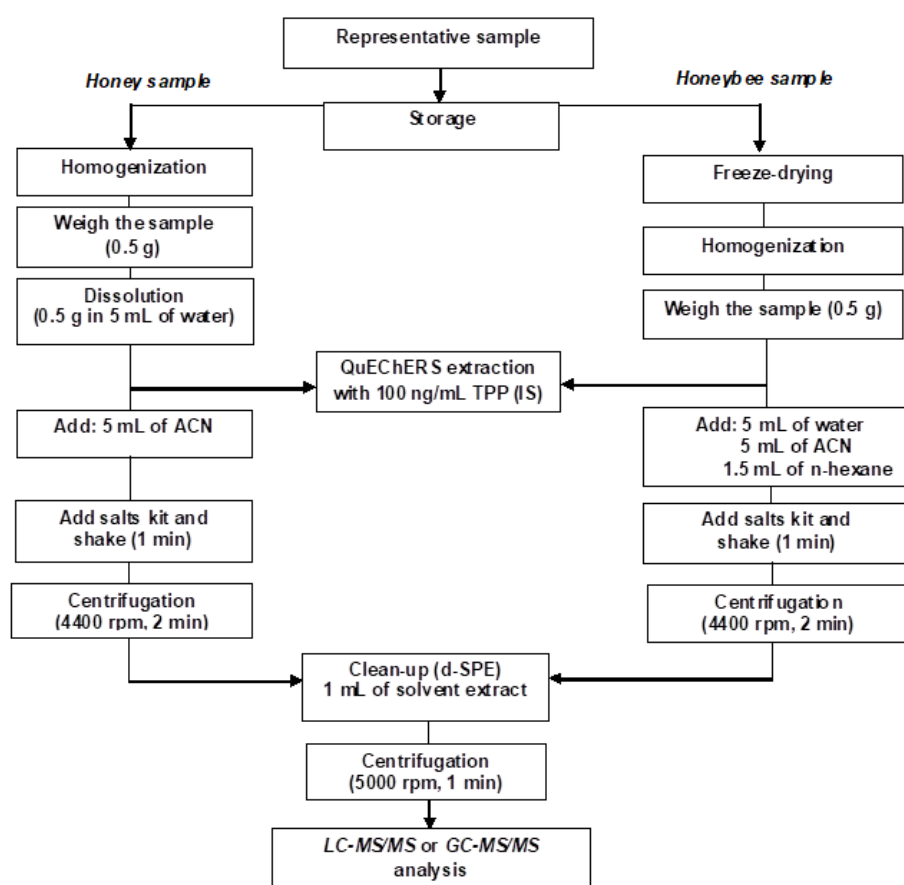 Representative sample
Honey sample
Honeybee sample
Storage
Homogenization
Freeze-drying
Weigh the sample
(0.5 g)
Homogenization
Dissolution
(0.5 g in 5 mL of water)
Weigh the sample (0.5 g)
QuEChERS extraction
with 100 ng/mL TPP (IS)
Add: 5 mL of ACN
Add: 5 mL of water
5 mL of ACN
1.5 mL of n-hexane
Add salts kit and
shake (1 min)
Add salts kit and
shake (1 min)
Centrifugation
(4400 rpm, 2 min)
Centrifugation
(4400 rpm, 2 min)
Clean-up (d-SPE)
1 mL of solvent extract
Centrifugation
(5000 rpm, 1 min)
LC-MS/MS or GC-MS/MS
analysis